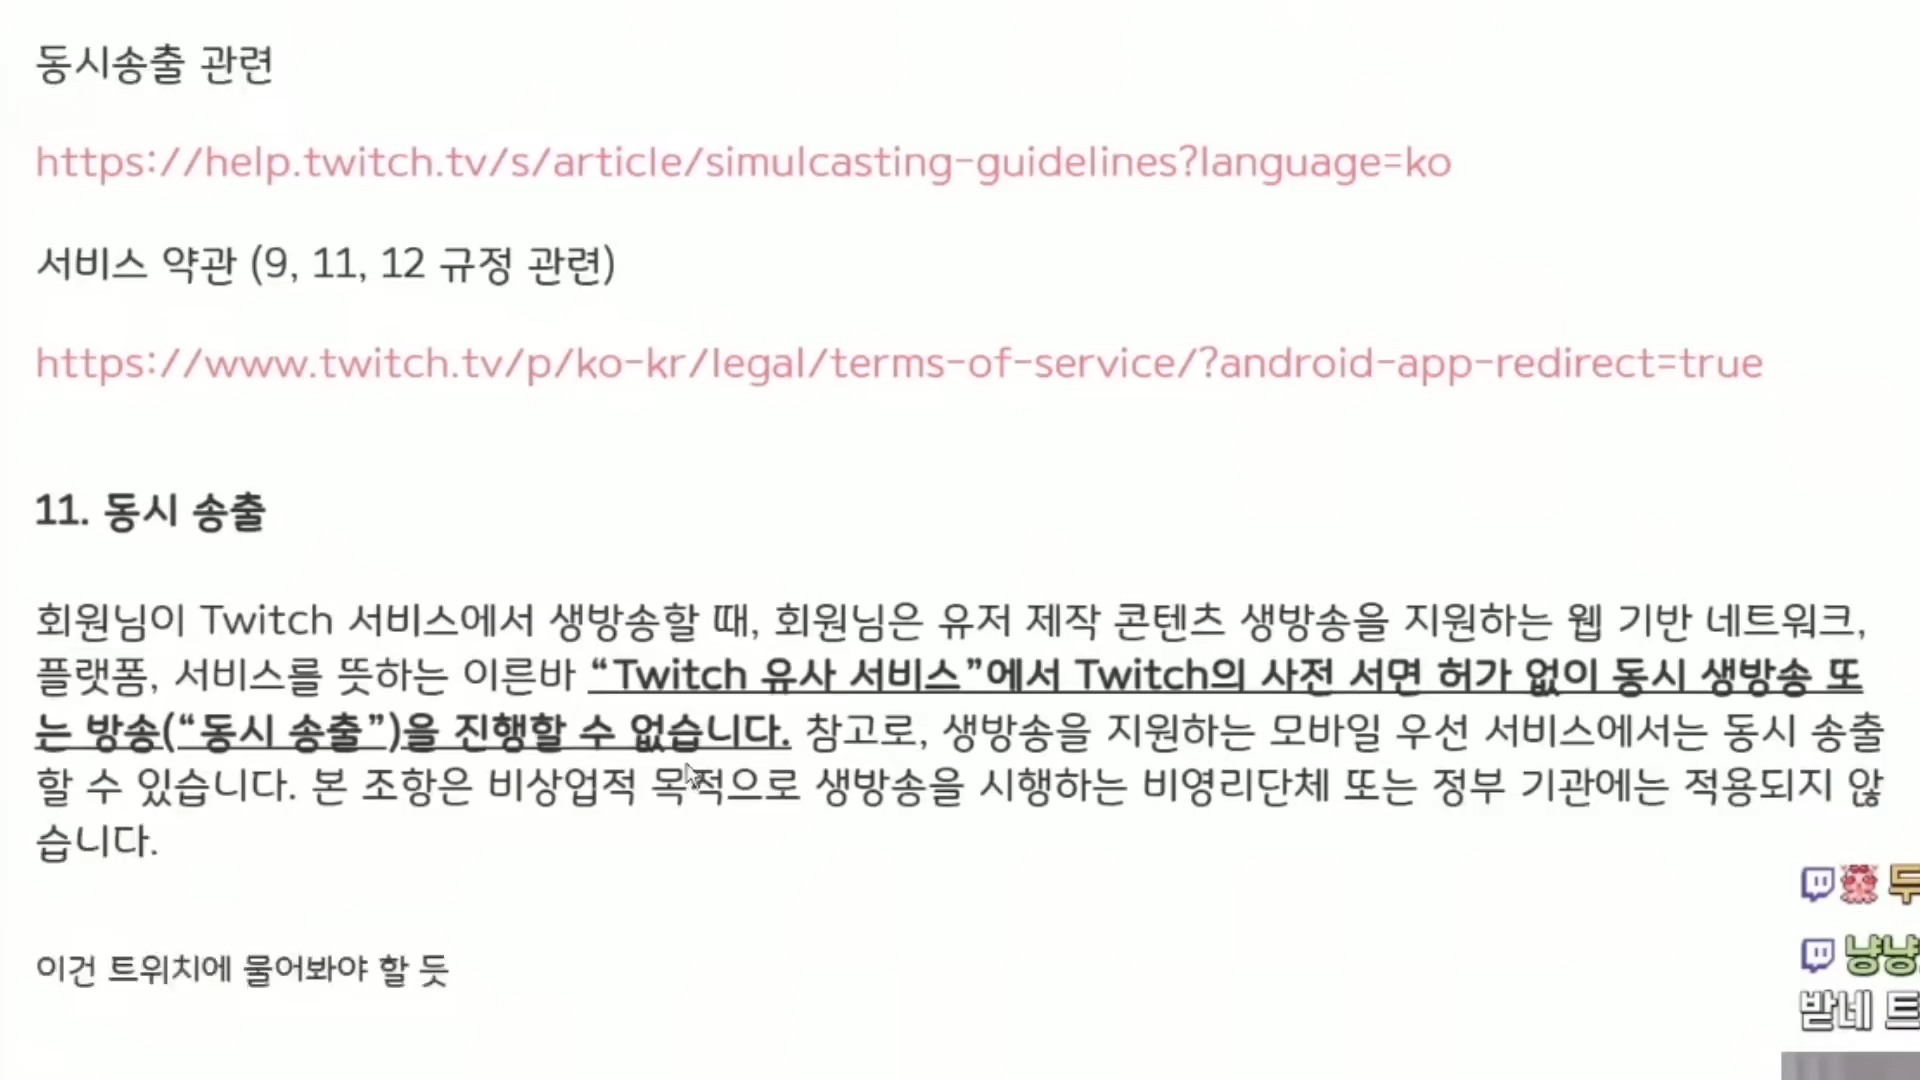 동시송출 관련
https://help.twitch.tv/s/article/simulcasting-guidelines?language=ko
서비스 약관 (9, 11, 12 규정 관련)
https://www.twitch.tv/p/ko-kr/legal/terms-of-service/?android-app-redirect=true
11. 동시 송출
회원님이 Twitch 서비스에서 생방송할 때, 회원님은 유저 제작 콘텐츠 생방송을 지원하는 웹 기반 네트워크,
플랫폼, 서비스를 뜻하는 이른바 “Twitch 유사 서비스”에서 Twitch의 사전 서면 허가 없이 동시 생방송 또
는 방송(“동시 송출”)을 진행할 수 없습니다. 참고로, 생방송을 지원하는 모바일 우선 서비스에서는 동시 송출
할 수 있습니다. 본 조항은 비상업적 목적으로 생방송을 시행하는 비영리단체 또는 정부 기관에는 적용되지 않
습니다.
이건 트위치에 물어봐야 할 듯
받네 트